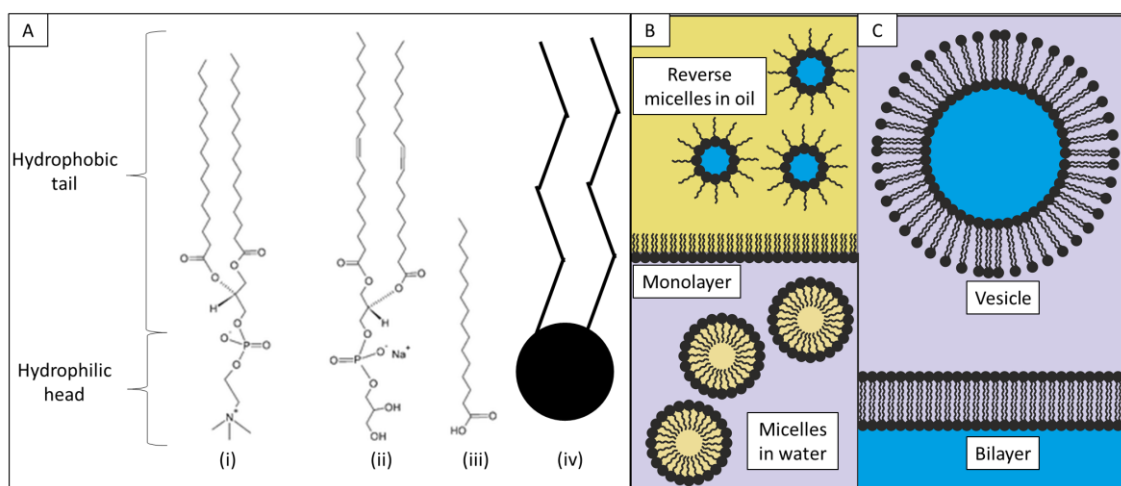 A
Hydrophobic
tail
Hydrophilic
head
O
O
O
O
H
O
O
-
P
O
O
N
+
O
O
O
O
H
O
O
P
O
-
Na
+
O
OH
OH
O
HO
(i)
(ii)
(iii)
(iv)
B
Reverse
micelles in oil
Monolayer
Micelles
in water
C
Vesicle
Bilayer